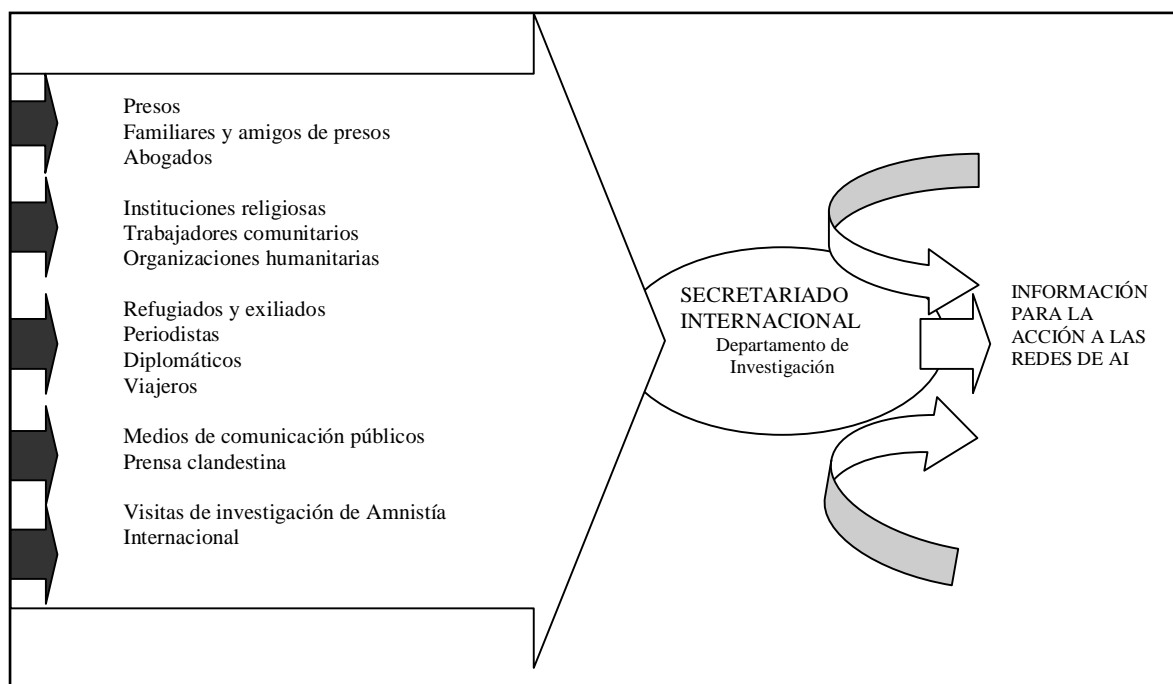 Presos
Familiares y amigos de presos
Abogados
Instituciones religiosas
Trabajadores comunitarios
Organizaciones humanitarias
Refugiados y exiliados
Periodistas
Diplomáticos
Viajeros
Medios de comunicación públicos
Prensa clandestina
Visitas de investigación de Amnistía
Internacional
SECRETARIADO
INTERNACIONAL
Departamento de
Investigación
INFORMACIÓN
PARA LA
ACCIÓN A LAS
REDES DE AI